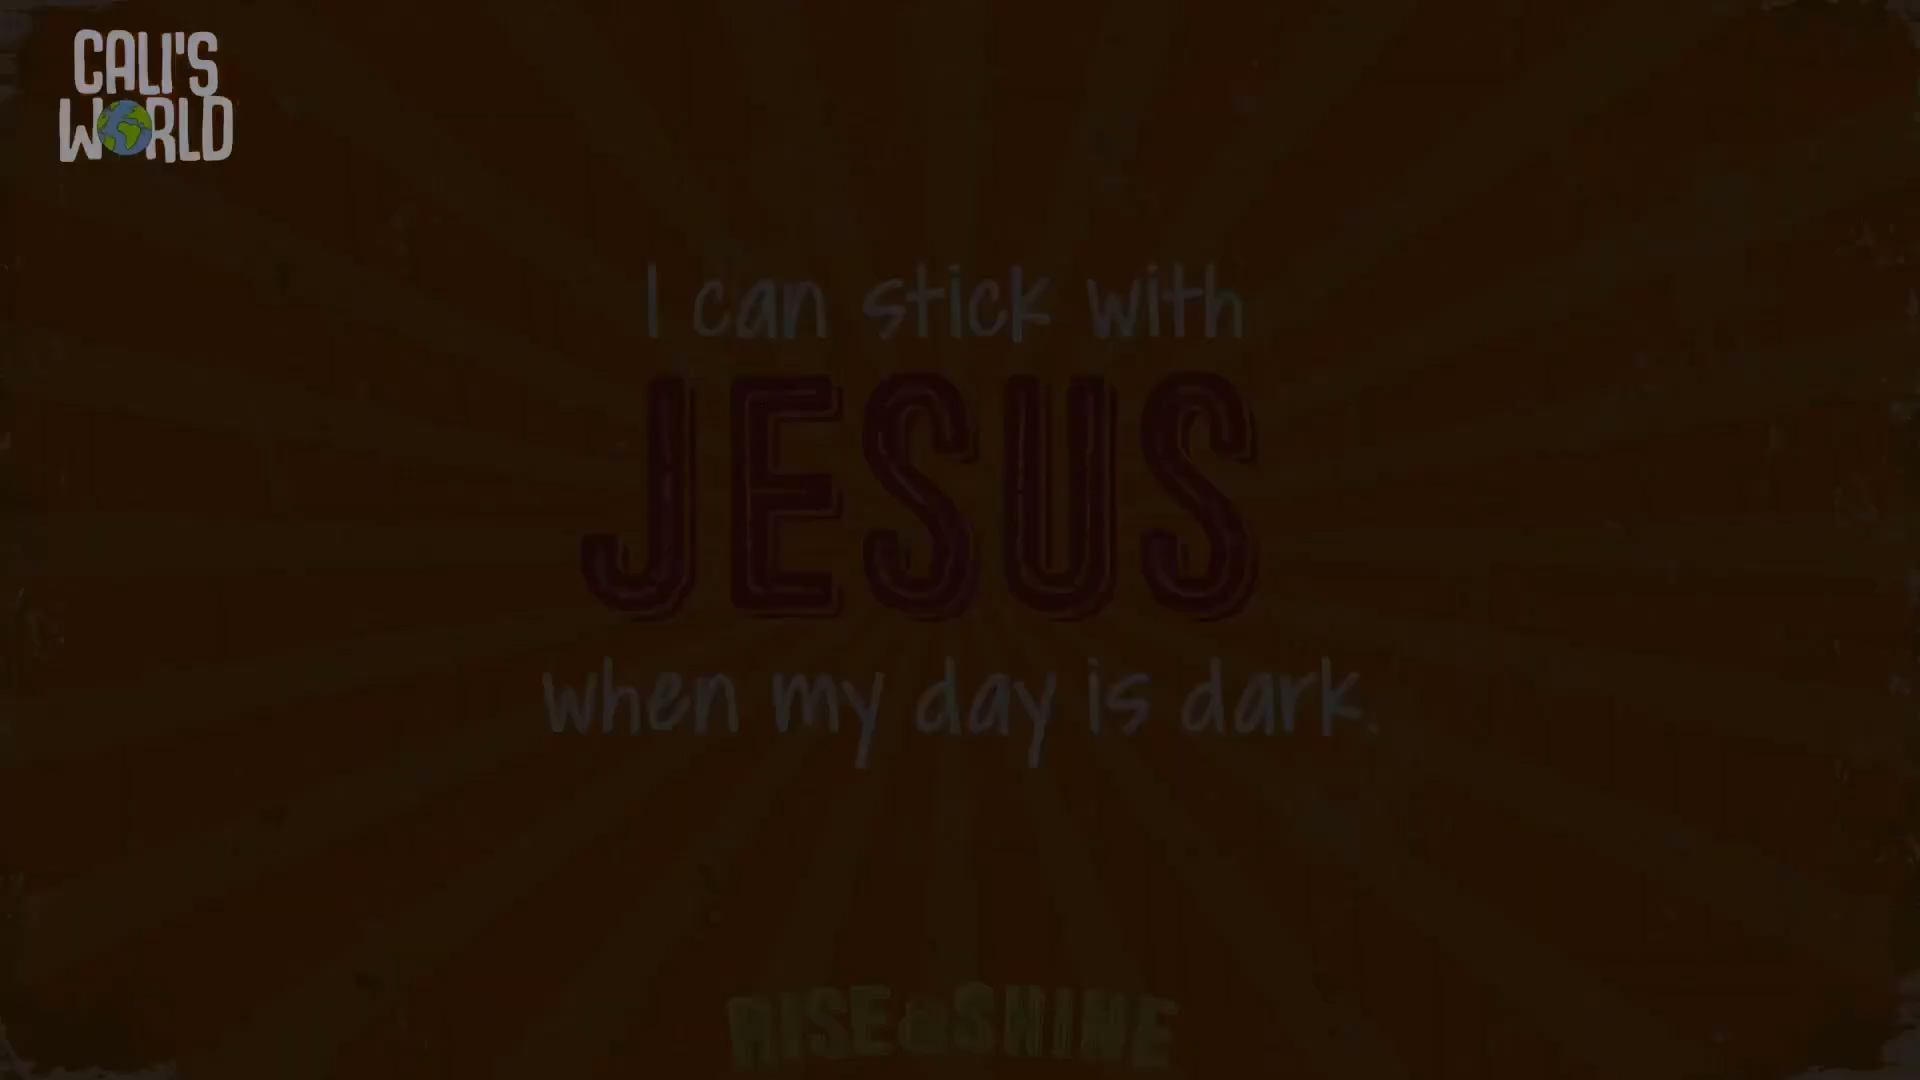 CALI'S
WORLD
I can stick with
JESUS
when my day is dark.
RISE & SHINE